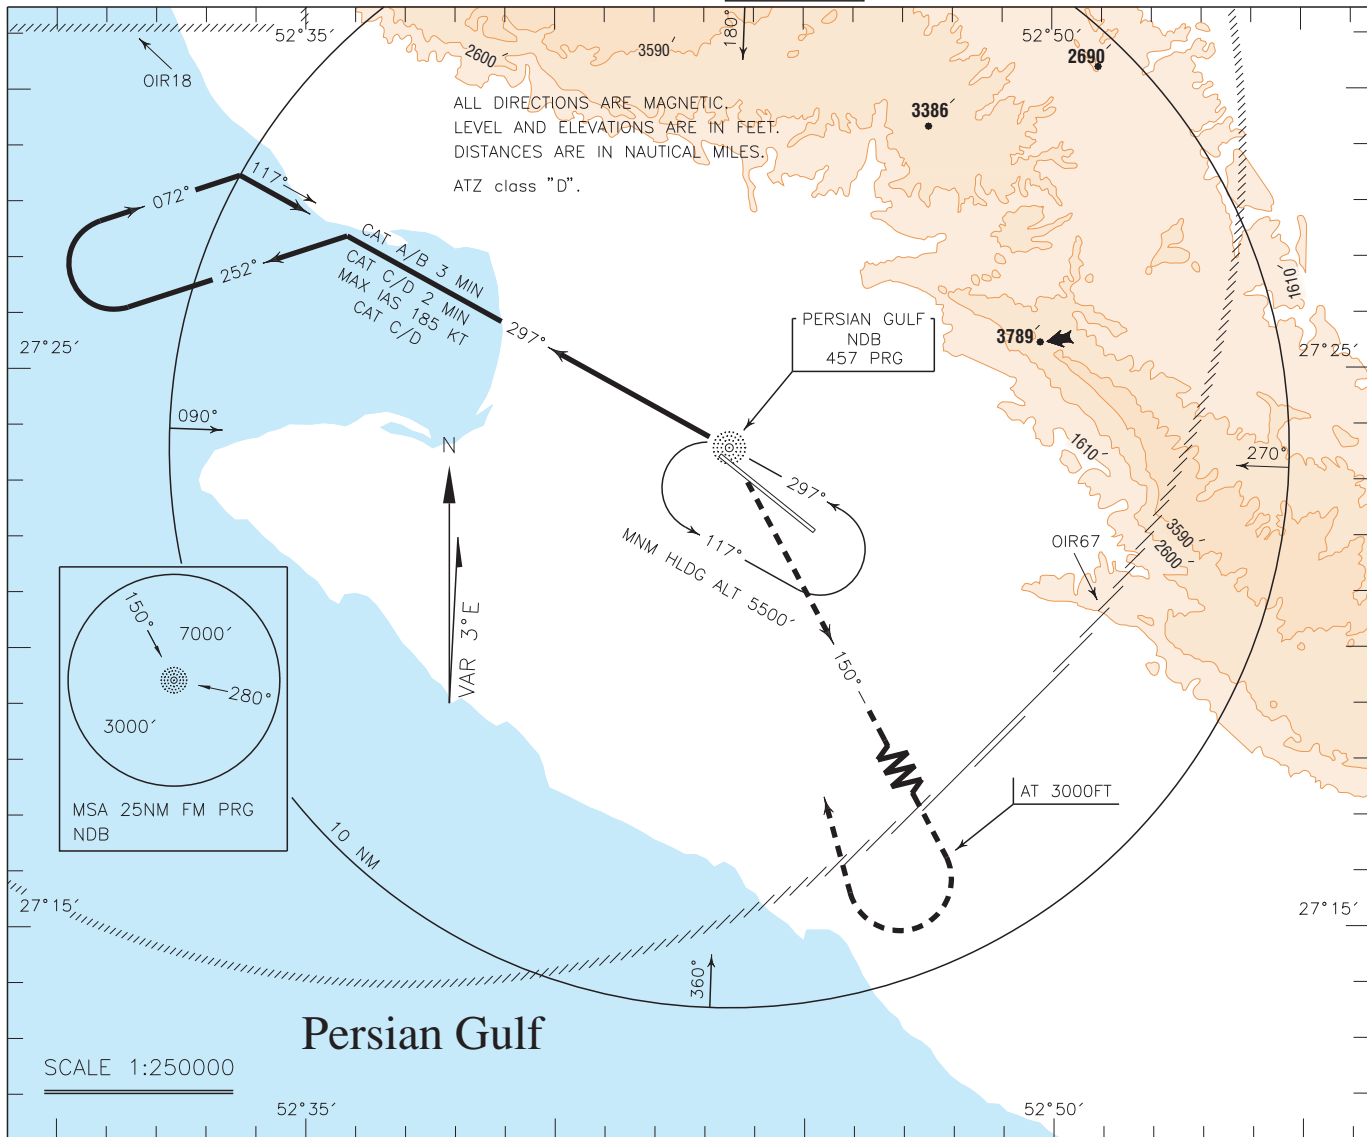 180°
52°35′
52°50′
2600′
3590′
2690′
OIR18
ALL DIRECTIONS ARE MAGNETIC.
LEVEL AND ELEVATIONS ARE IN FEET.
DISTANCES ARE IN NAUTICAL MILES.
ATZ class "D".
3386′
117°
072°
252°
CAT A/B 3 MIN
CAT C/D 2 MIN
MAX IAS 185 KT
CAT C/D
297°
1610′
PERSIAN GULF
NDB
457 PRG
3789′
27°25′
27°25′
090°
N
1610′
270°
297°
117°
MNM HLDG ALT 5500′
OIR67
3590′
2600′
VAR 3°E
150°
7000′
280°
3000′
MSA 25NM FM PRG
NDB
150°
AT 3000FT
10 NM
27°15′
27°15′
360°
Persian Gulf
SCALE 1:250000
52°35′
52°50′